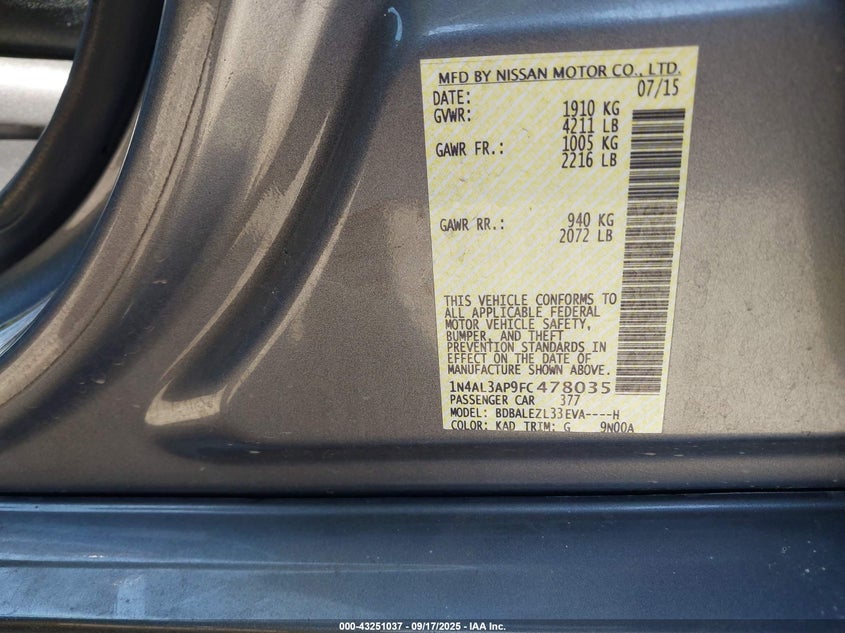 MFD BY NISSAN MOTOR CO., LTD.
DATE: 07/15
GVWR: 1910 KG
4211 LB
GAWR FR.: 1005 KG
2216 LB
GAWR RR.: 940 KG
2072 LB
THIS VEHICLE CONFORMS TO
ALL APPLICABLE FEDERAL
MOTOR VEHICLE SAFETY,
BUMPER, AND THEFT
PREVENTION STANDARDS IN
EFFECT ON THE DATE OF
MANUFACTURE SHOWN ABOVE.
1N4AL3AP9FC478035
PASSENGER CAR 377
MODEL: BDBALEZL33EVA----H
COLOR: KAD TRIM: G 9N00A
000-43251037 - 09/17/2025 - IAA Inc.